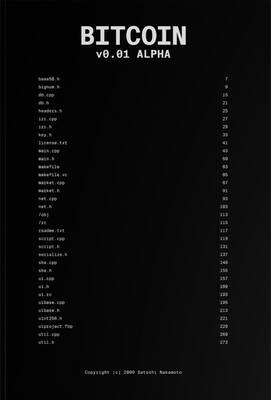 BITCOIN
v0.01 ALPHA
base58.h 7
bignum.h 9
db.cpp 15
db.h 21
headers.h 25
irc.cpp 27
irc.h 29
key.h 33
license.txt 41
main.cpp 43
main.h 69
makefile 83
makefile.vc 85
market.cpp 87
market.h 91
net.cpp 93
net.h 103
/obj 113
/rc 115
readme.txt 117
script.cpp 119
script.h 131
serialize.h 137
sha.cpp 149
sha.h 155
ui.cpp 157
ui.h 189
ui.rc 193
uibase.cpp 195
uibase.h 213
uint256.h 221
uiproject.fbp 229
util.cpp 269
util.h 273
Copyright (c) 2009 Satoshi Nakamoto